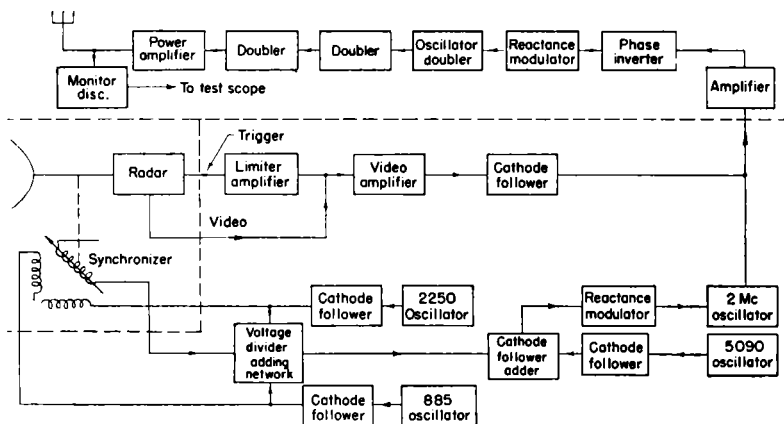 Power
amplifier
Doubler
Doubler
Oscillator
doubler
Reactance
modulator
Phase
inverter
Monitor
disc.
To test scope
Amplifier
Trigger
Radar
Limiter
amplifier
Video
amplifier
Cathode
follower
Video
Synchronizer
Cathode
follower
2250
Oscillator
Reactance
modulator
2 Mc
oscillator
Voltage
divider
adding
network
Cathode
follower
adder
Cathode
follower
5090
oscillator
Cathode
follower
885
oscillator